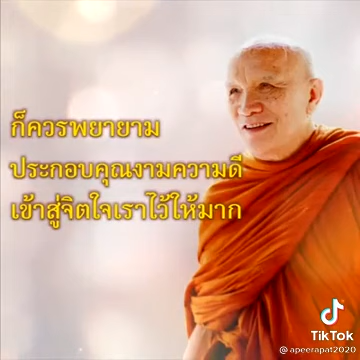 ก็ควรพยายาม
ประกอบคุณงามความดี
เข้าสู่จิตใจเราไว้ให้มาก
TikTok
@apeerapat2020